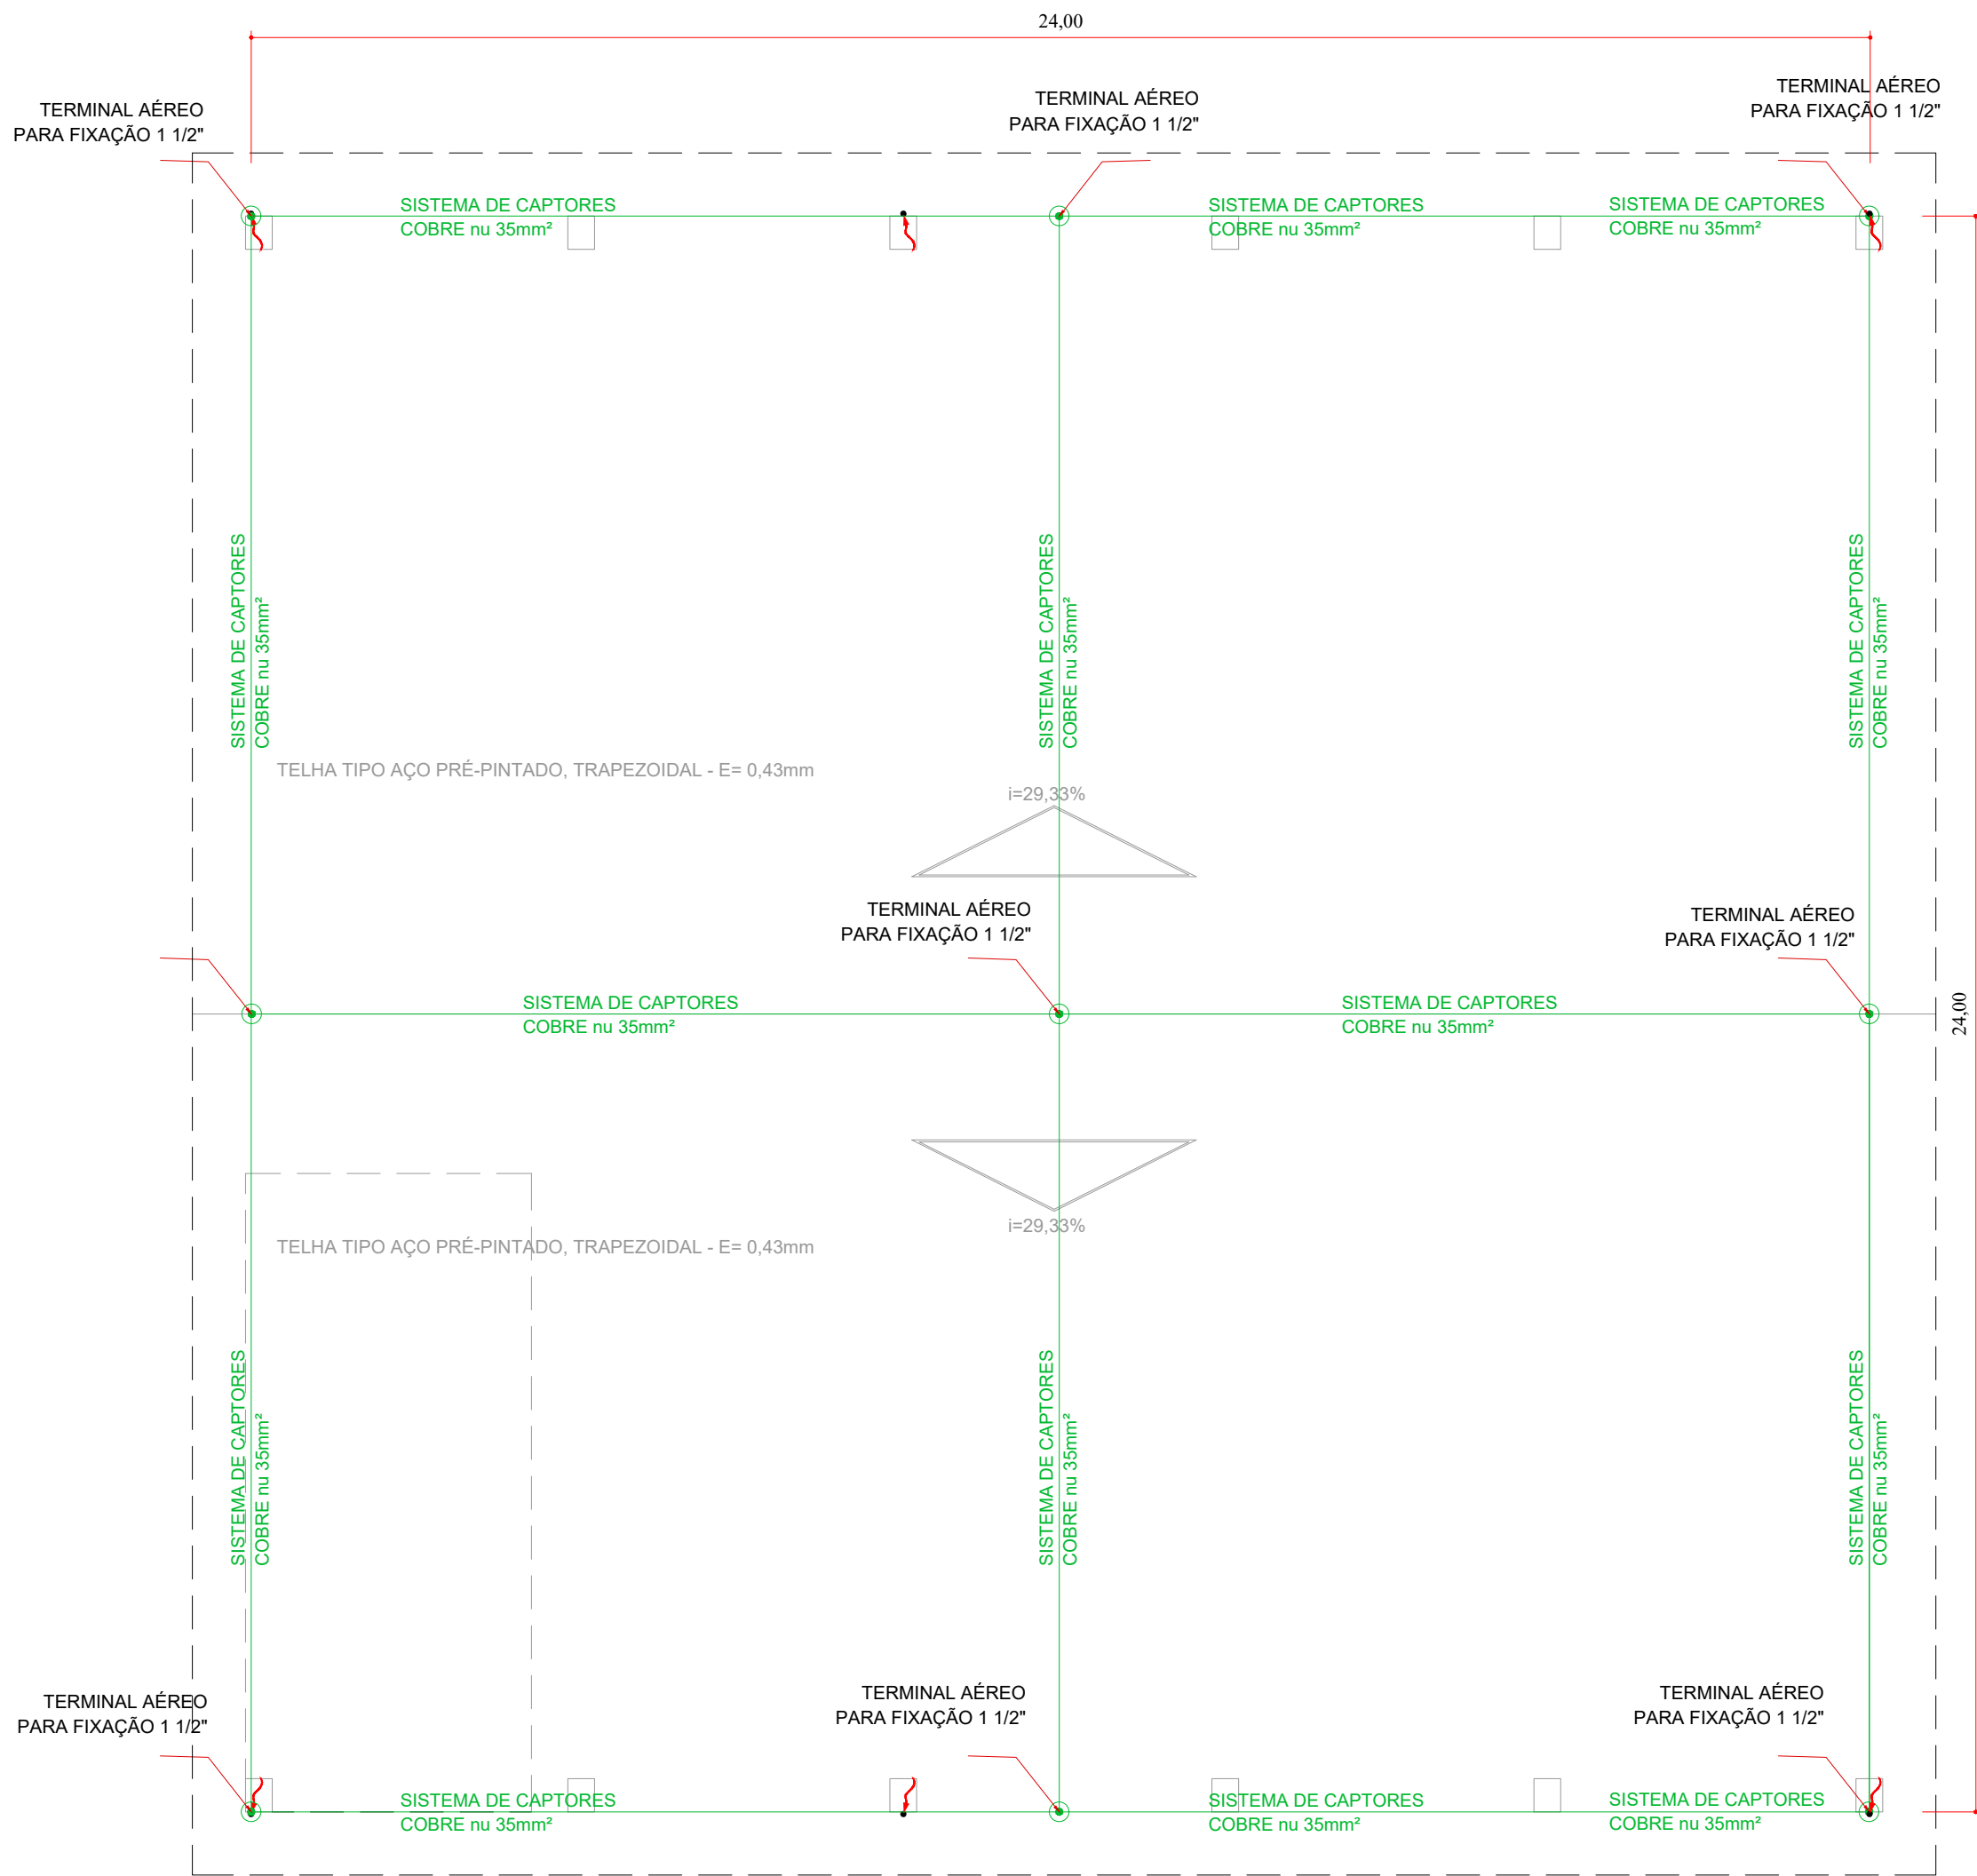 24,00
TERMINAL AÉREO
PARA FIXAÇÃO 1 1/2"
TERMINAL AÉREO
PARA FIXAÇÃO 1 1/2"
TERMINAL AÉREO
PARA FIXAÇÃO 1 1/2"
SISTEMA DE CAPTORES
COBRE nu 35mm²
SISTEMA DE CAPTORES
COBRE nu 35mm²
SISTEMA DE CAPTORES
COBRE nu 35mm²
SISTEMA DE CAPTORES
COBRE nu 35mm²
SISTEMA DE CAPTORES
COBRE nu 35mm²
SISTEMA DE CAPTORES
COBRE nu 35mm²
TELHA TIPO AÇO PRÉ-PINTADO, TRAPEZOIDAL - E= 0,43mm
i=29,33%
TERMINAL AÉREO
PARA FIXAÇÃO 1 1/2"
TERMINAL AÉREO
PARA FIXAÇÃO 1 1/2"
SISTEMA DE CAPTORES
COBRE nu 35mm²
SISTEMA DE CAPTORES
COBRE nu 35mm²
24,00
i=29,33%
TELHA TIPO AÇO PRÉ-PINTADO, TRAPEZOIDAL - E= 0,43mm
SISTEMA DE CAPTORES
COBRE nu 35mm²
SISTEMA DE CAPTORES
COBRE nu 35mm²
SISTEMA DE CAPTORES
COBRE nu 35mm²
TERMINAL AÉREO
PARA FIXAÇÃO 1 1/2"
TERMINAL AÉREO
PARA FIXAÇÃO 1 1/2"
TERMINAL AÉREO
PARA FIXAÇÃO 1 1/2"
SISTEMA DE CAPTORES
COBRE nu 35mm²
SISTEMA DE CAPTORES
COBRE nu 35mm²
SISTEMA DE CAPTORES
COBRE nu 35mm²